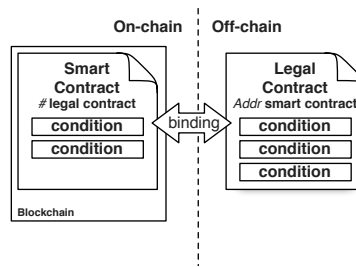 On-chain
Off-chain
Smart
Contract
# legal contract
condition
condition
Blockchain
binding
Legal
Contract
Addr smart contract
condition
condition
condition